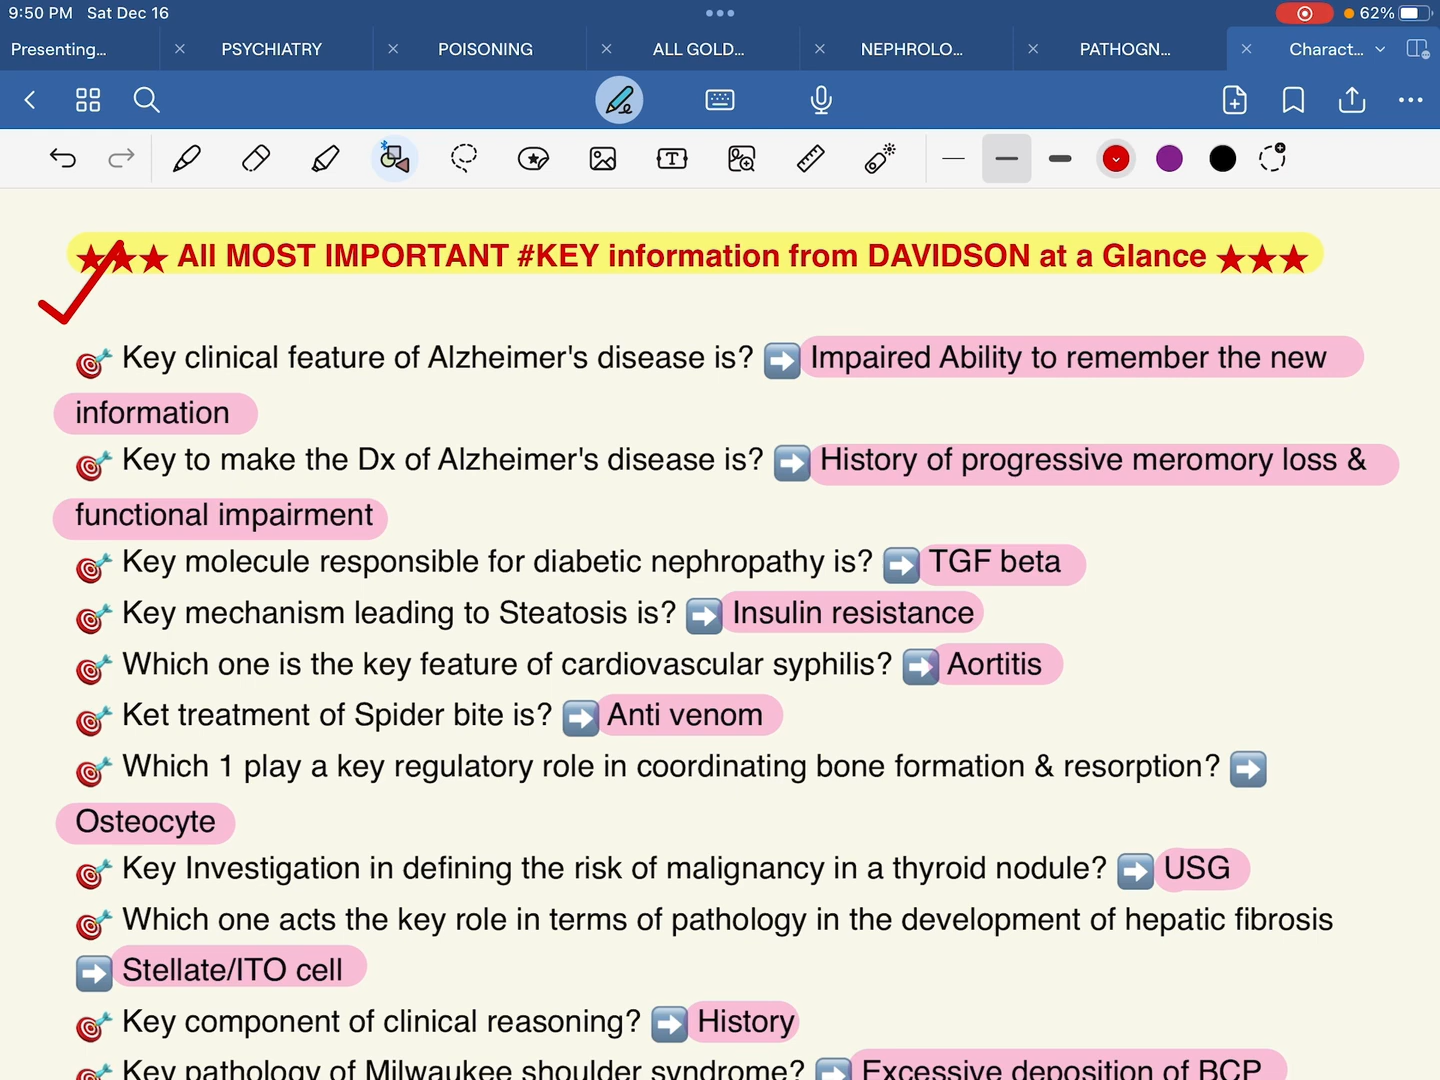 9:50 PM Sat Dec 16
62%
Presenting...
PSYCHIATRY
POISONING
ALL GOLD...
NEPHROLO...
PATHOGN...
Charact...
★★★ All MOST IMPORTANT #KEY information from DAVIDSON at a Glance ★★★
🎯 Key clinical feature of Alzheimer's disease is? ➡️ Impaired Ability to remember the new
information
🎯 Key to make the Dx of Alzheimer's disease is? ➡️ History of progressive meromory loss &
functional impairment
🎯 Key molecule responsible for diabetic nephropathy is? ➡️ TGF beta
🎯 Key mechanism leading to Steatosis is? ➡️ Insulin resistance
🎯 Which one is the key feature of cardiovascular syphilis? ➡️ Aortitis
🎯 Ket treatment of Spider bite is? ➡️ Anti venom
🎯 Which 1 play a key regulatory role in coordinating bone formation & resorption? ➡️
Osteocyte
🎯 Key Investigation in defining the risk of malignancy in a thyroid nodule? ➡️ USG
🎯 Which one acts the key role in terms of pathology in the development of hepatic fibrosis
➡️ Stellate/ITO cell
🎯 Key component of clinical reasoning? ➡️ History
🎯 Key pathology of Milwaukee shoulder syndrome? ➡️ Excessive deposition of BCP